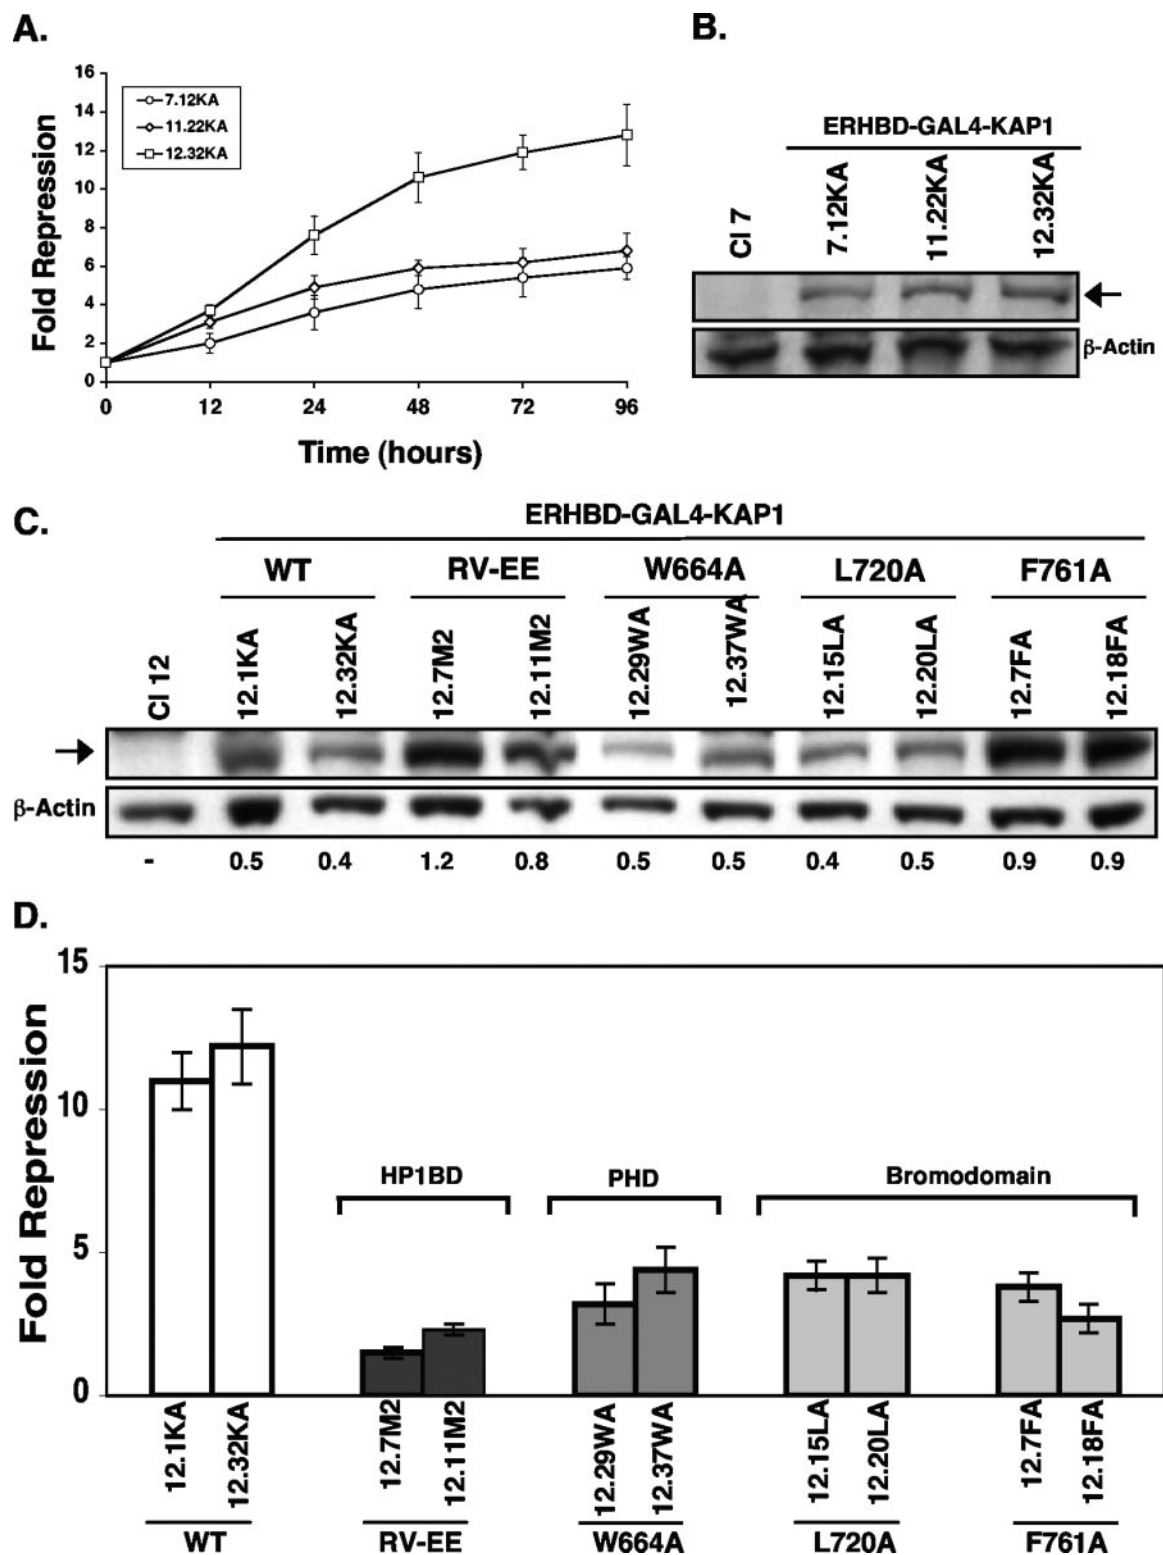 A.
16
14
12
10
8
6
4
2
0
Fold Repression
7.12KA
11.22KA
12.32KA
0 12 24 48 72 96
Time (hours)
B.
ERHBD-GAL4-KAP1
Cl 7 7.12KA 11.22KA 12.32KA
β-Actin
C.
ERHBD-GAL4-KAP1
WT RV-EE W664A L720A F761A
Cl 12 12.1KA 12.32KA 12.7M2 12.11M2 12.29WA 12.37WA 12.15LA 12.20LA 12.7FA 12.18FA
β-Actin
- 0.5 0.4 1.2 0.8 0.5 0.5 0.4 0.5 0.9 0.9
D.
15
10
5
0
Fold Repression
HP1BD PHD Bromodomain
12.1KA 12.32KA 12.7M2 12.11M2 12.29WA 12.37WA 12.15LA 12.20LA 12.7FA 12.18FA
WT RV-EE W664A L720A F761A